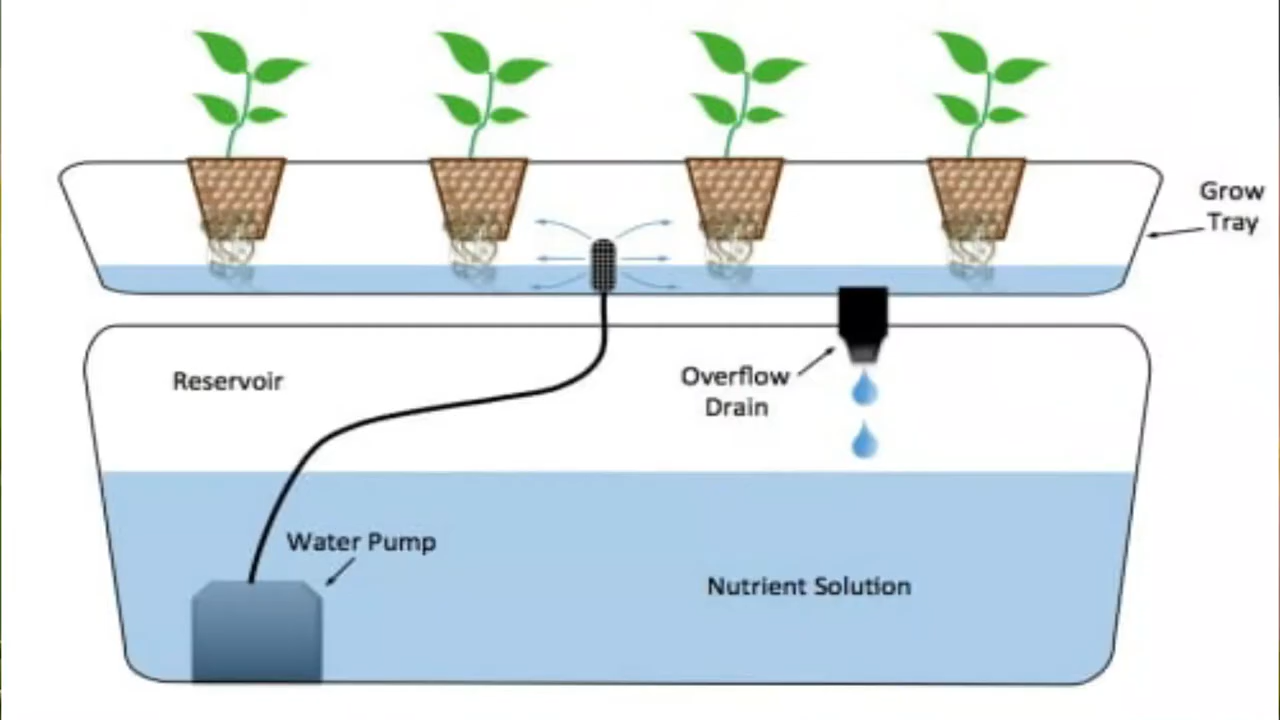 Grow
Tray
Reservoir
Overflow
Drain
Water Pump
Nutrient Solution